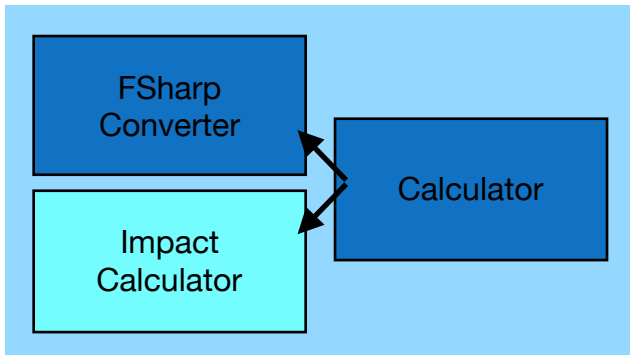 FSharp
Converter
Calculator
Impact
Calculator